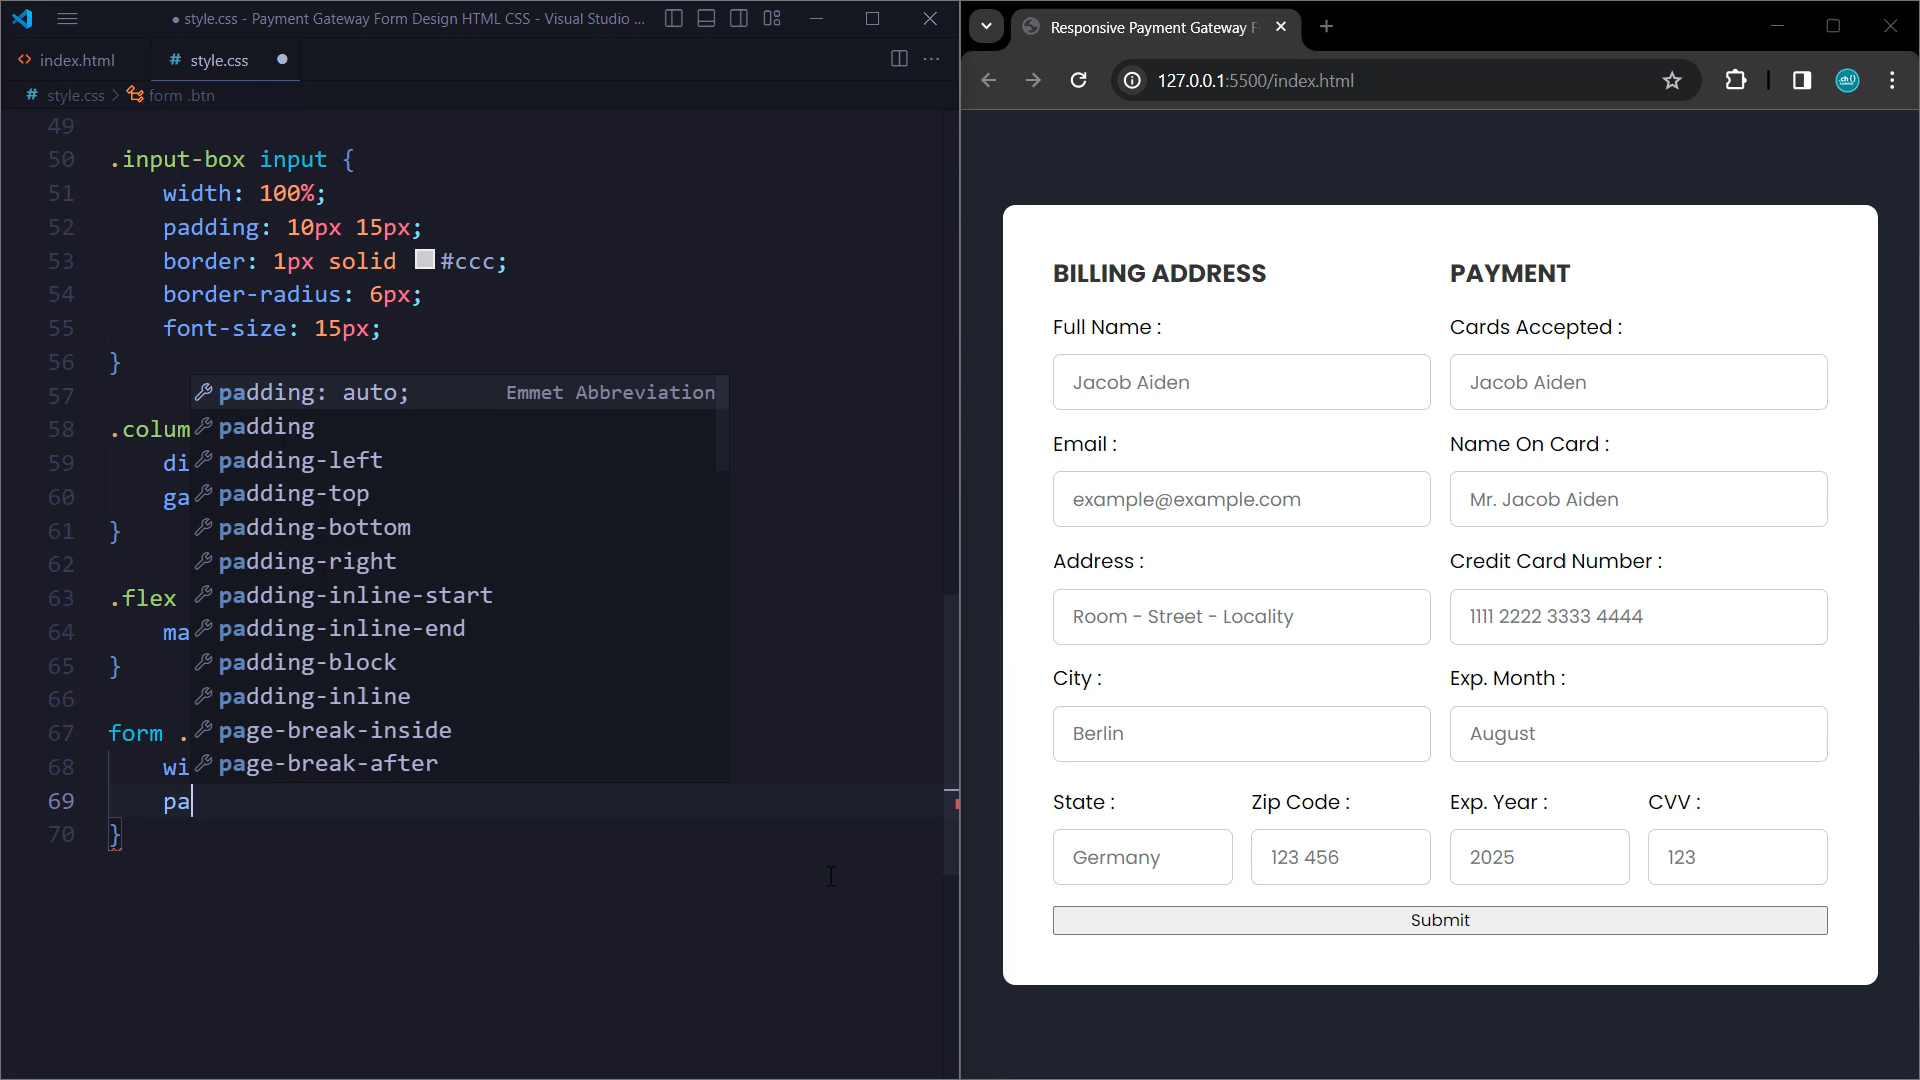 style.css - Payment Gateway Form Design HTML CSS - Visual Studio ...
<> index.html
# style.css
# style.css > form .btn
49
50 .input-box input {
51 width: 100%;
52 padding: 10px 15px;
53 border: 1px solid #ccc;
54 border-radius: 6px;
55 font-size: 15px;
56 }
57
58 .colum
59 di
60 ga
61 }
62
63 .flex
64 ma
65 }
66
67 form .
68 wi
69 pa
70 }
padding: auto; Emmet Abbreviation
padding
padding-left
padding-top
padding-bottom
padding-right
padding-inline-start
padding-inline-end
padding-block
padding-inline
page-break-inside
page-break-after
Responsive Payment Gateway F
127.0.0.1:5500/index.html
BILLING ADDRESS
Full Name :
Jacob Aiden
Email :
example@example.com
Address :
Room - Street - Locality
City :
Berlin
State :
Germany
Zip Code :
123 456
PAYMENT
Cards Accepted :
Jacob Aiden
Name On Card :
Mr. Jacob Aiden
Credit Card Number :
1111 2222 3333 4444
Exp. Month :
August
Exp. Year :
2025
CVV :
123
Submit